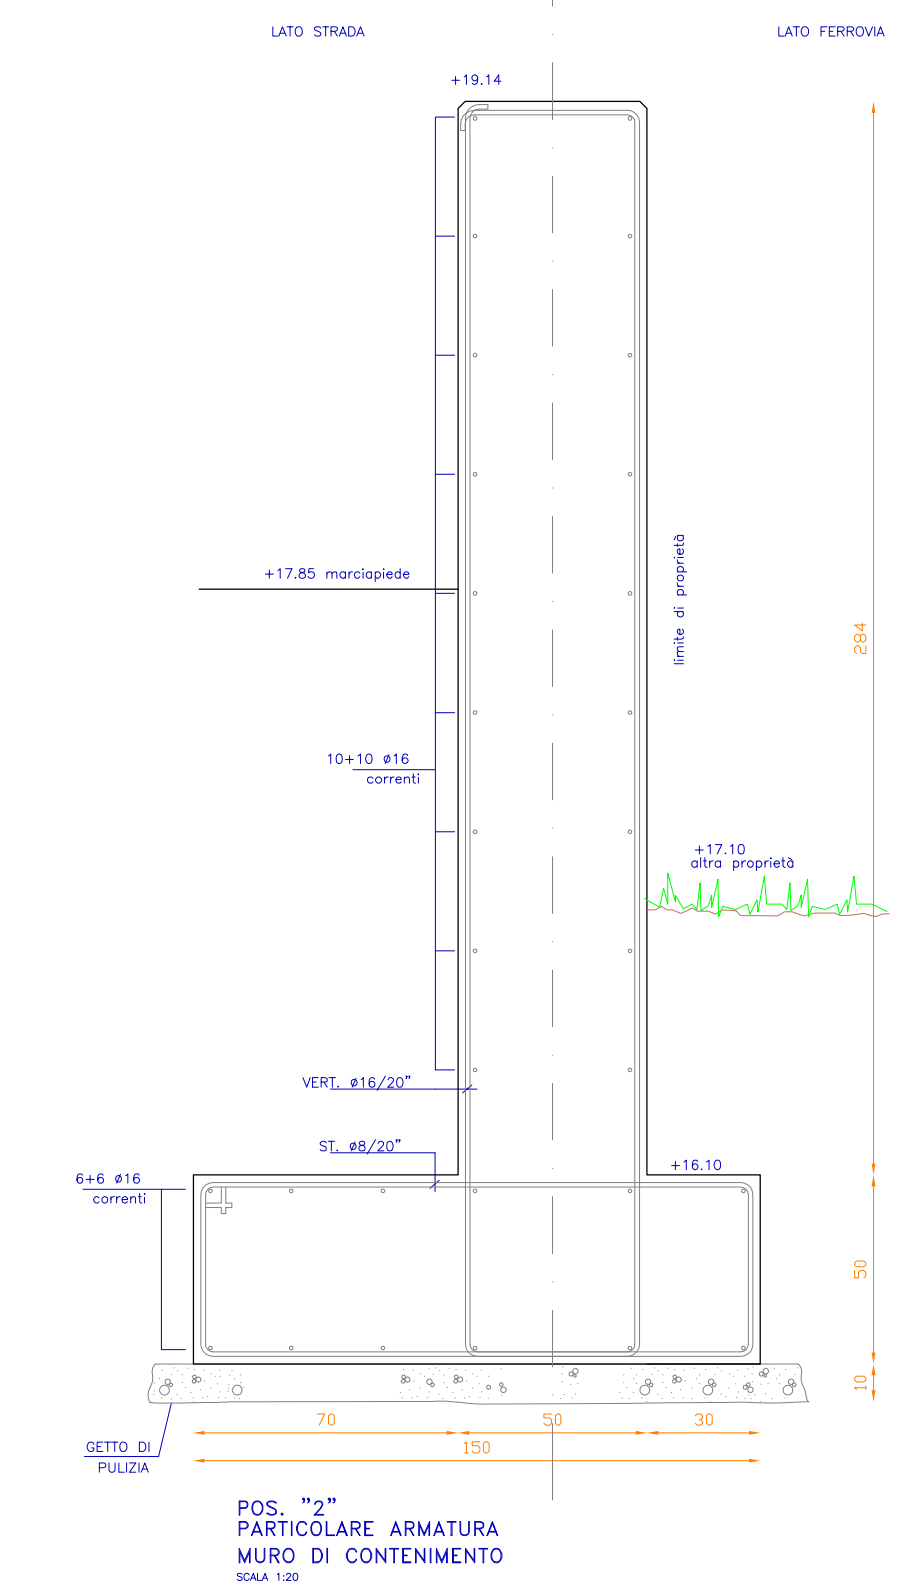 LATO STRADA
LATO FERROVIA
+19.14
+17.85 marciapiede
limite di proprietà
284
10+10 ø16
correnti
+17.10
altra proprietà
VERT. ø16/20"
ST. ø8/20"
+16.10
6+6 ø16
correnti
50
10
70
50
30
150
GETTO DI
PULIZIA
POS. "2"
PARTICOLARE ARMATURA
MURO DI CONTENIMENTO
SCALA 1:20